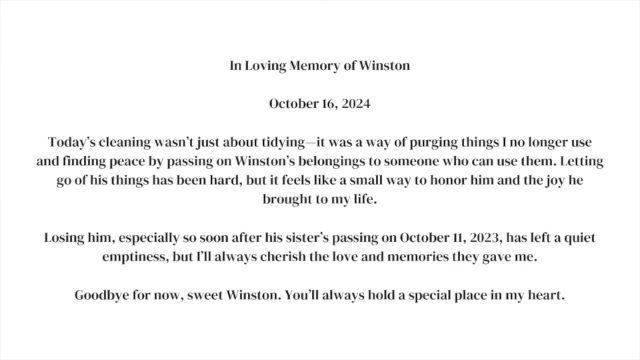 In Loving Memory of Winston
October 16, 2024
Today’s cleaning wasn’t just about tidying—it was a way of purging things I no longer use
and finding peace by passing on Winston’s belongings to someone who can use them. Letting
go of his things has been hard, but it feels like a small way to honor him and the joy he
brought to my life.
Losing him, especially so soon after his sister’s passing on October 11, 2023, has left a quiet
emptiness, but I’ll always cherish the love and memories they gave me.
Goodbye for now, sweet Winston. You’ll always hold a special place in my heart.